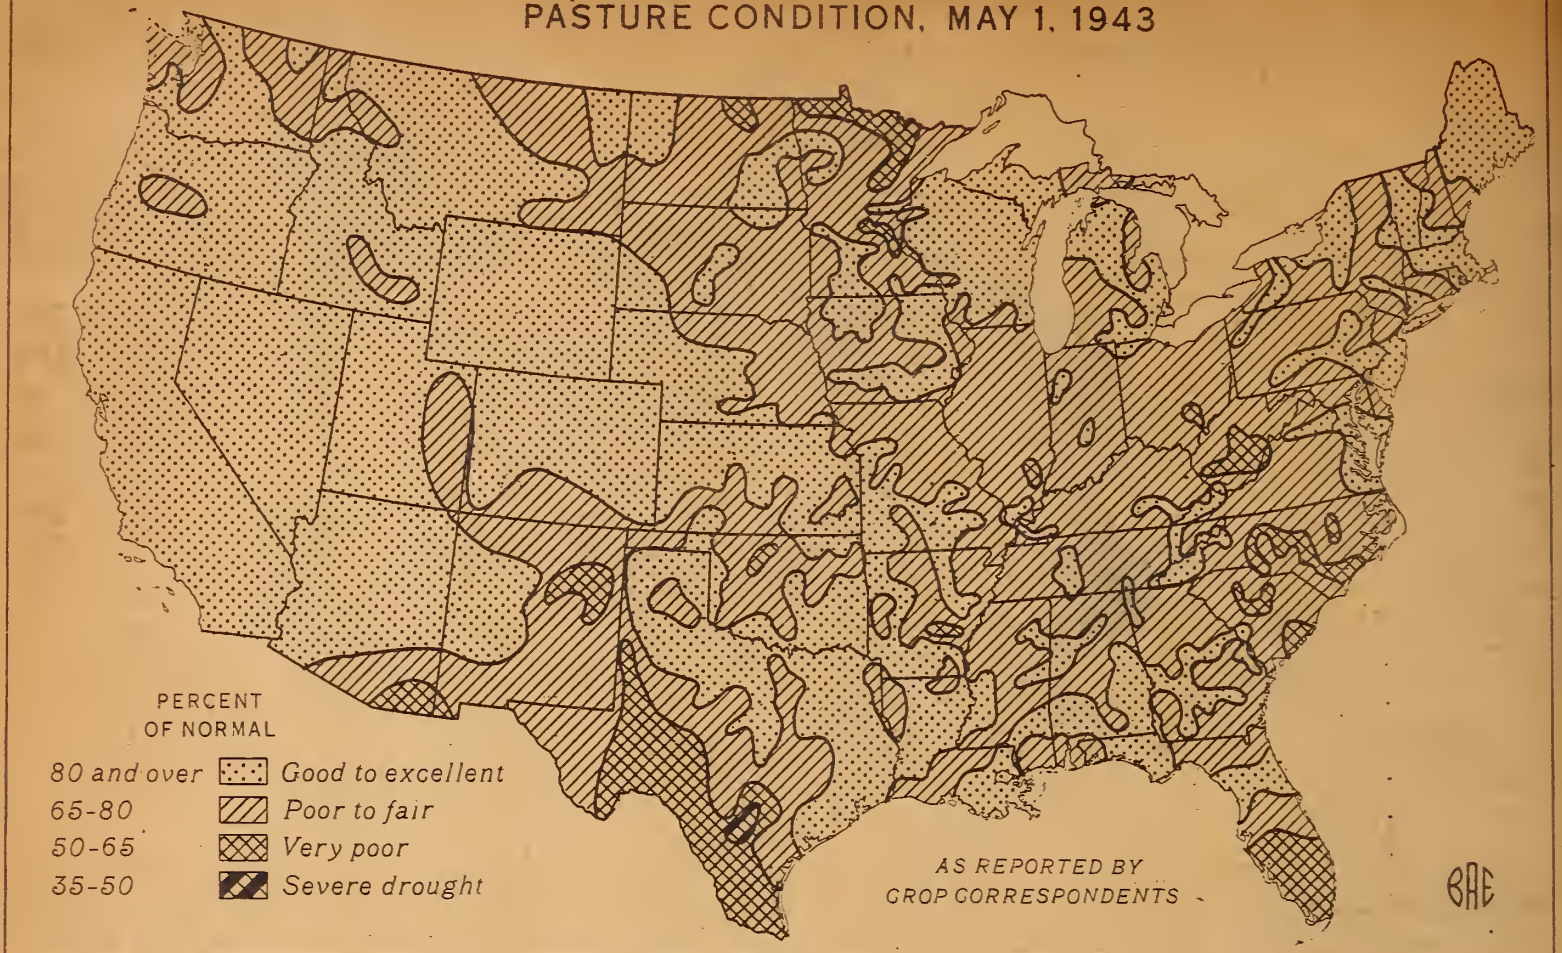 PASTURE CONDITION, MAY 1, 1943
PERCENT
OF NORMAL
80 and over Good to excellent
65-80 Poor to fair
50-65 Very poor
35-50 Severe drought
AS REPORTED BY
CROP CORRESPONDENTS
BAE